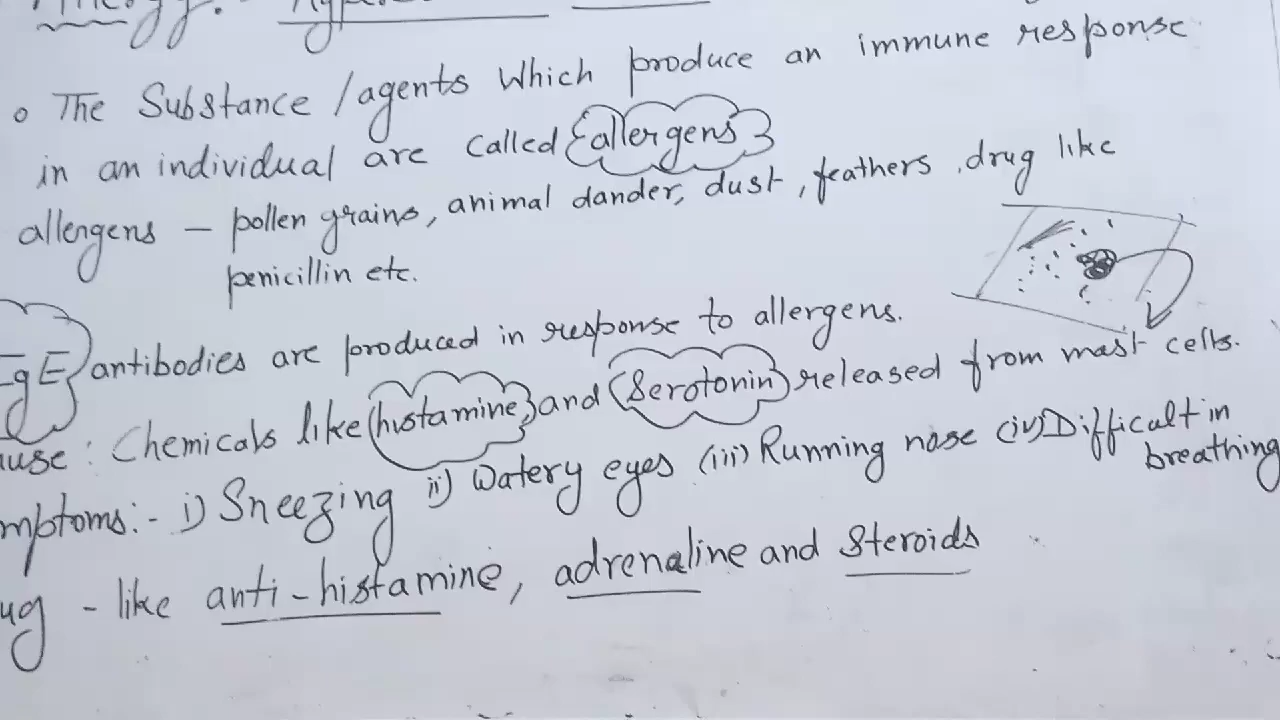 • The Substance / agents Which produce an immune response
in an individual are called {allergens}
allergens — pollen grains, animal dander, dust, feathers, drug like
penicillin etc.
IgE antibodies are produced in response to allergens.
ause : Chemicals like histamine and Serotonin released from mast cells.
mptoms:- i) Sneezing ii) Watery eyes (iii) Running nose (iv) Difficult in
breathing
ug - like anti-histamine, adrenaline and Steroids